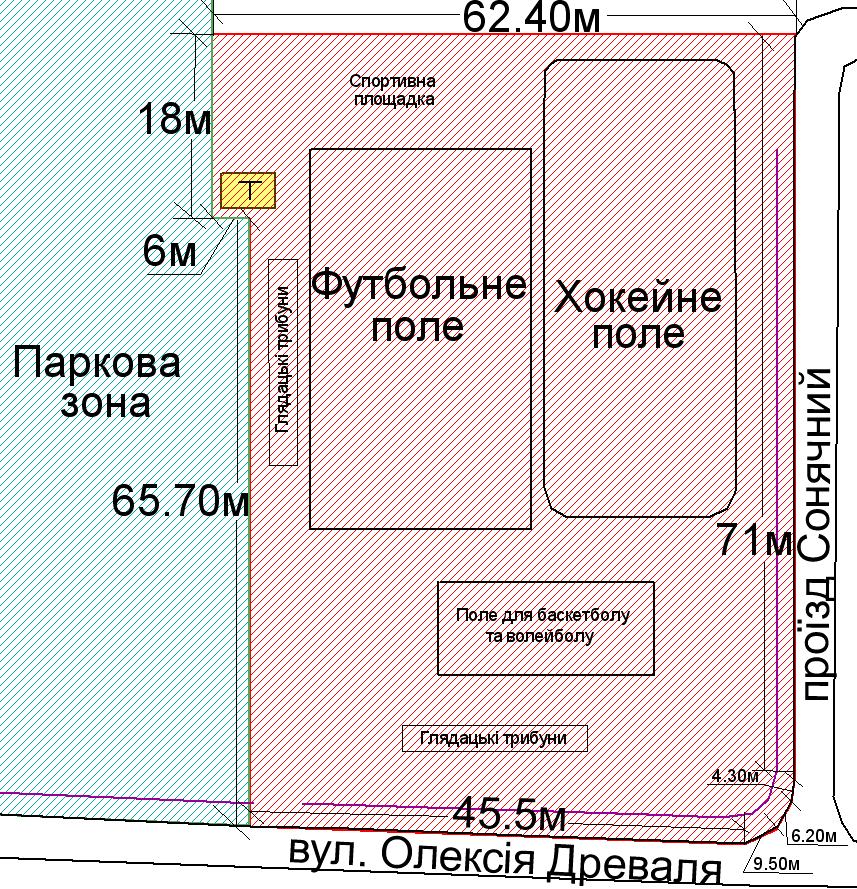 62.40м
Спортивна
площадка
18м
Т
6м
Футбольне
поле
Хокейне
поле
Глядацькі трибуни
Паркова
зона
65.70м
71м
проїзд Сонячний
Поле для баскетболу
та волейболу
Глядацькі трибуни
4.30м
45.5м
6.20м
9.50м
вул. Олексія Древаля